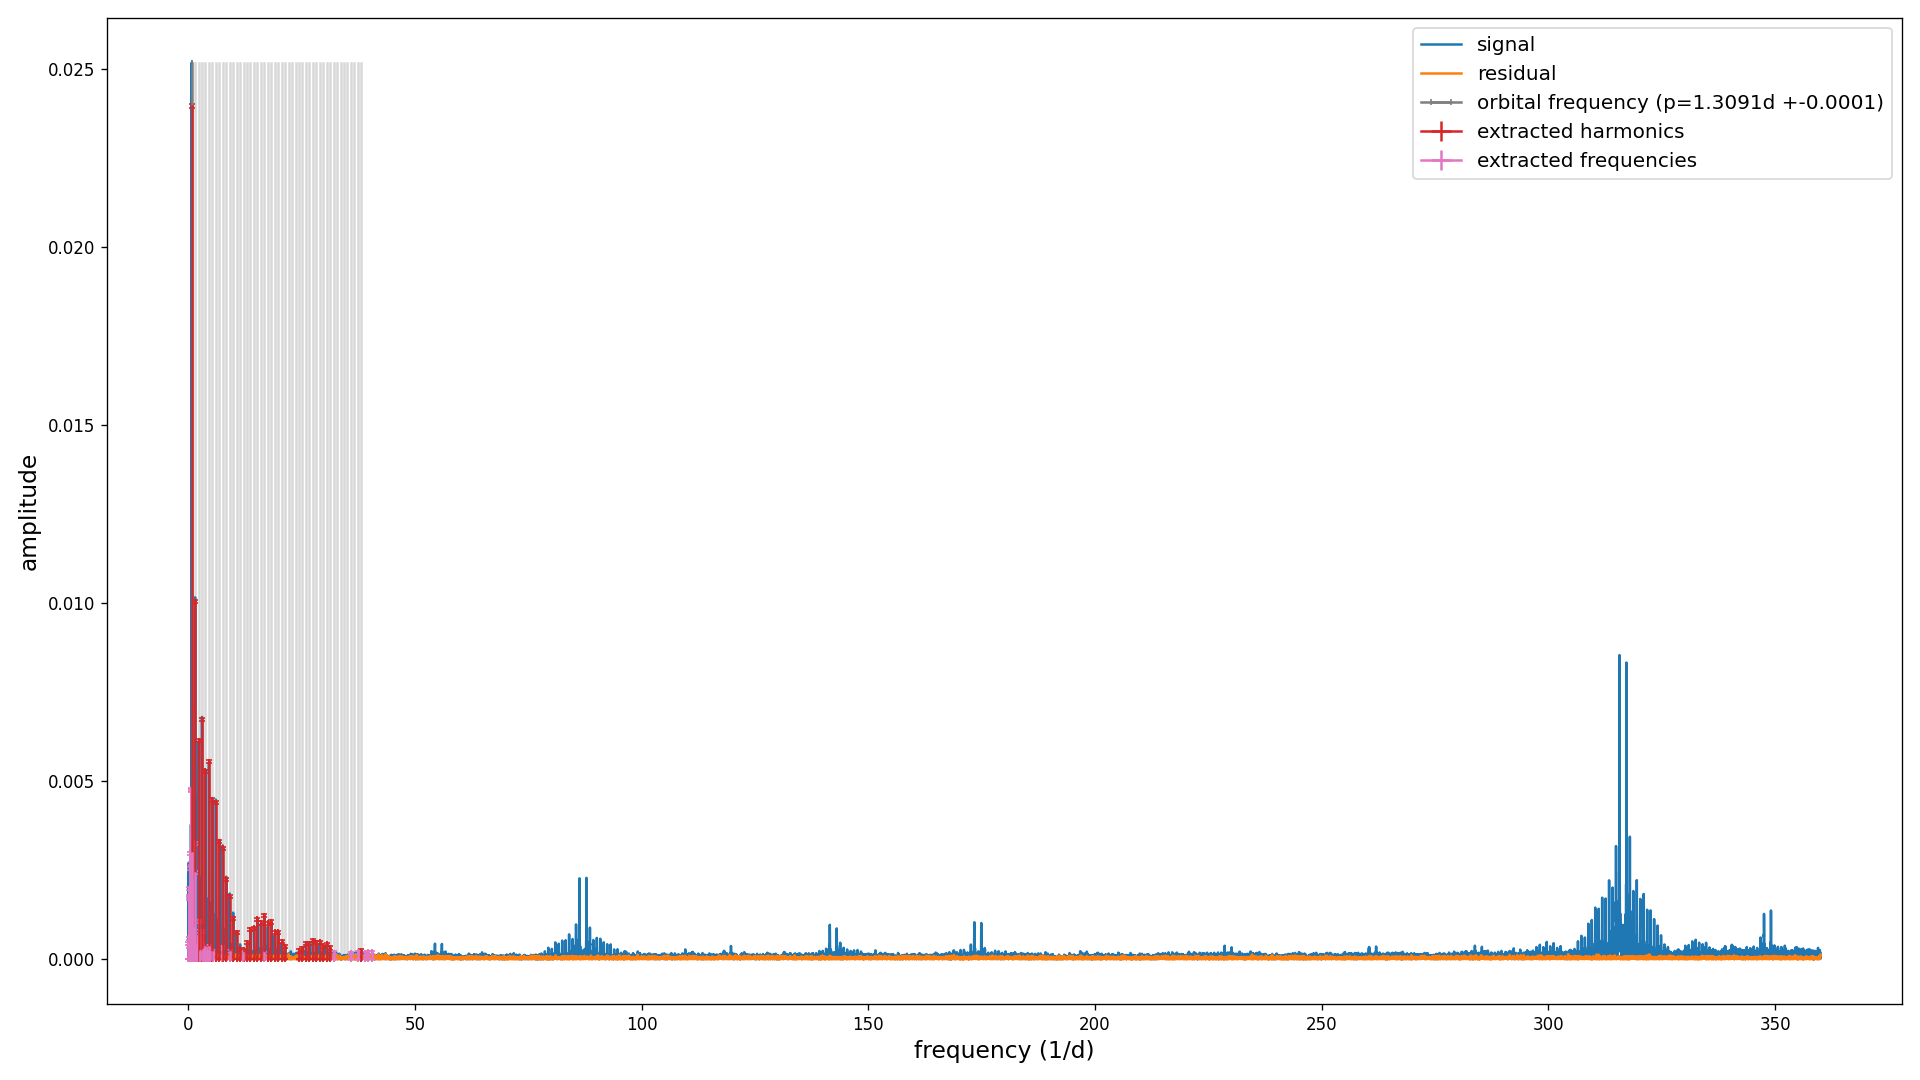 signal
residual
orbital frequency (p=1.3091d +-0.0001)
extracted harmonics
extracted frequencies
0.025
0.020
0.015
0.010
0.005
0.000
amplitude
0 50 100 150 200 250 300 350
frequency (1/d)